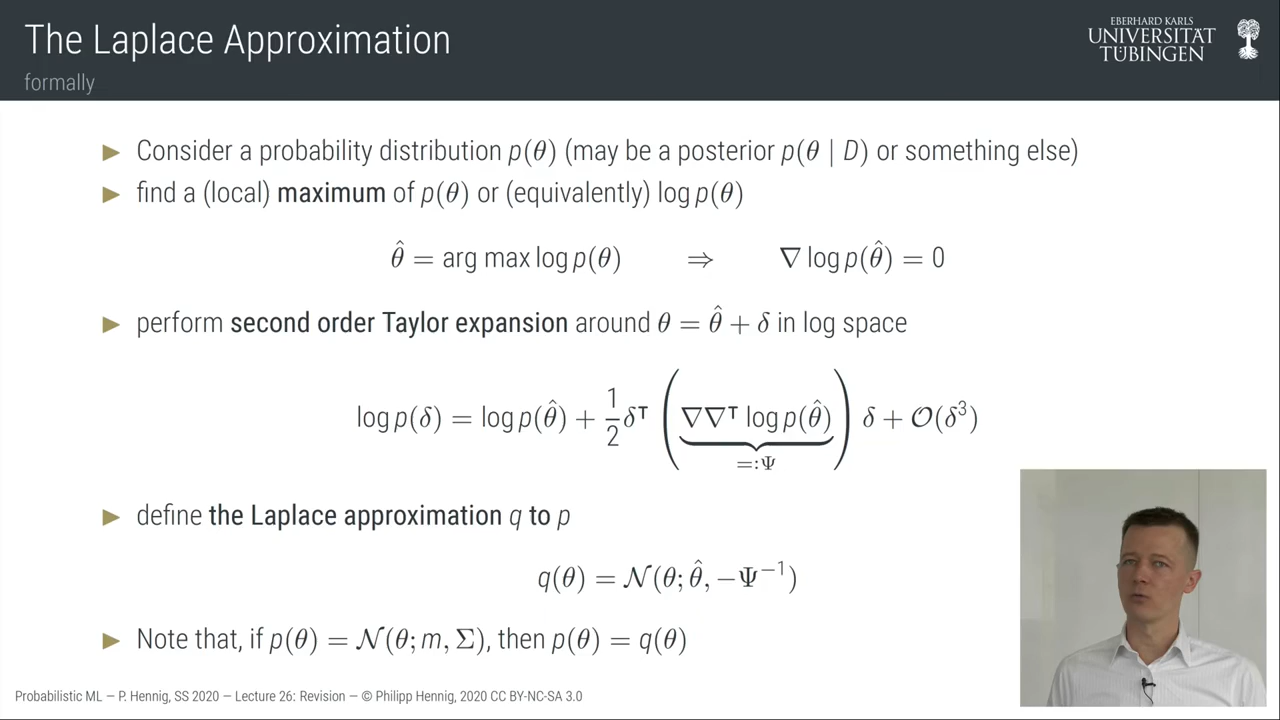 The Laplace Approximation
formally
EBERHARD KARLS
UNIVERSITÄT
TÜBINGEN
► Consider a probability distribution p(θ) (may be a posterior p(θ | D) or something else)
► find a (local) maximum of p(θ) or (equivalently) log p(θ)
θ̂ = arg max log p(θ) ⇒ ∇ log p(θ̂) = 0
► perform second order Taylor expansion around θ = θ̂ + δ in log space
log p(δ) = log p(θ̂) + 1/2 δ⊤ (∇∇⊤ log p(θ̂)) δ + 𝒪(δ³)
=:Ψ
► define the Laplace approximation q to p
q(θ) = 𝒩(θ; θ̂, −Ψ⁻¹)
► Note that, if p(θ) = 𝒩(θ; m, Σ), then p(θ) = q(θ)
Probabilistic ML — P. Hennig, SS 2020 — Lecture 26: Revision — © Philipp Hennig, 2020 CC BY-NC-SA 3.0